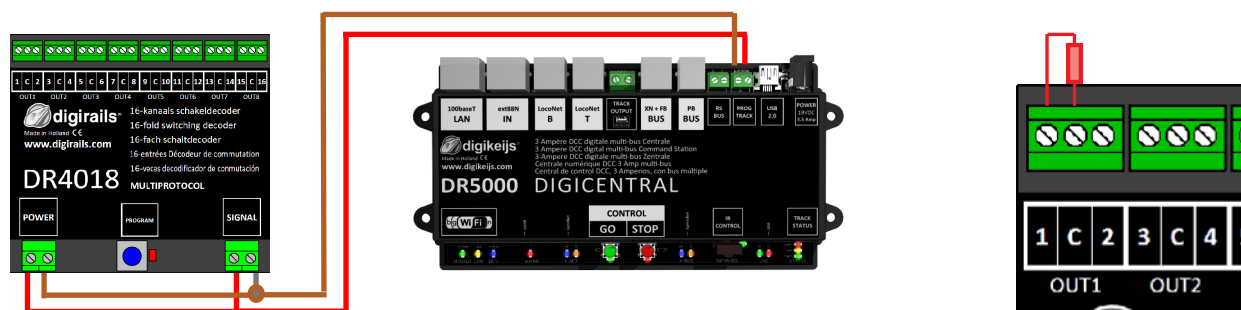 1 C 2 3 C 4 5 C 6 7 C 8 9 C 10 11 C 12 13 C 14 15 C 16
OUT1 OUT2 OUT3 OUT4 OUT5 OUT6 OUT7 OUT8
digirails
Made in Holland CE
www.digirails.com
16-kanaals schakeldecoder
16-fold switching decoder
16-fach schaltdecoder
16-entrées Décodeur de commutation
16-vecas decodificador de conmutación
DR4018 MULTIPROTOCOL
POWER PROGRAM SIGNAL
100baseT LAN
ext88N IN
LocoNet B
LocoNet T
TRACK OUTPUT
XN + FB BUS
PB BUS
RS BUS
PROG TRACK
USB 2.0
POWER 19VDC 3.5 Amp
digikeijs
Made in Holland CE
www.digikeijs.com
3 Ampère DCC digitale multi-bus Centrale
3 Ampere DCC digital multi-bus Command Station
3-Ampere DCC digitale multi-bus Zentrale
Centrale numérique DCC 3 Amp multi-bus
Central de control DCC, 3 Amperios, con bus múltiple
DR5000 DIGICENTRAL
WiFi
CONTROL
GO STOP
IR CONTROL
TRACK STATUS
1 C 2 3 C 4
OUT1 OUT2